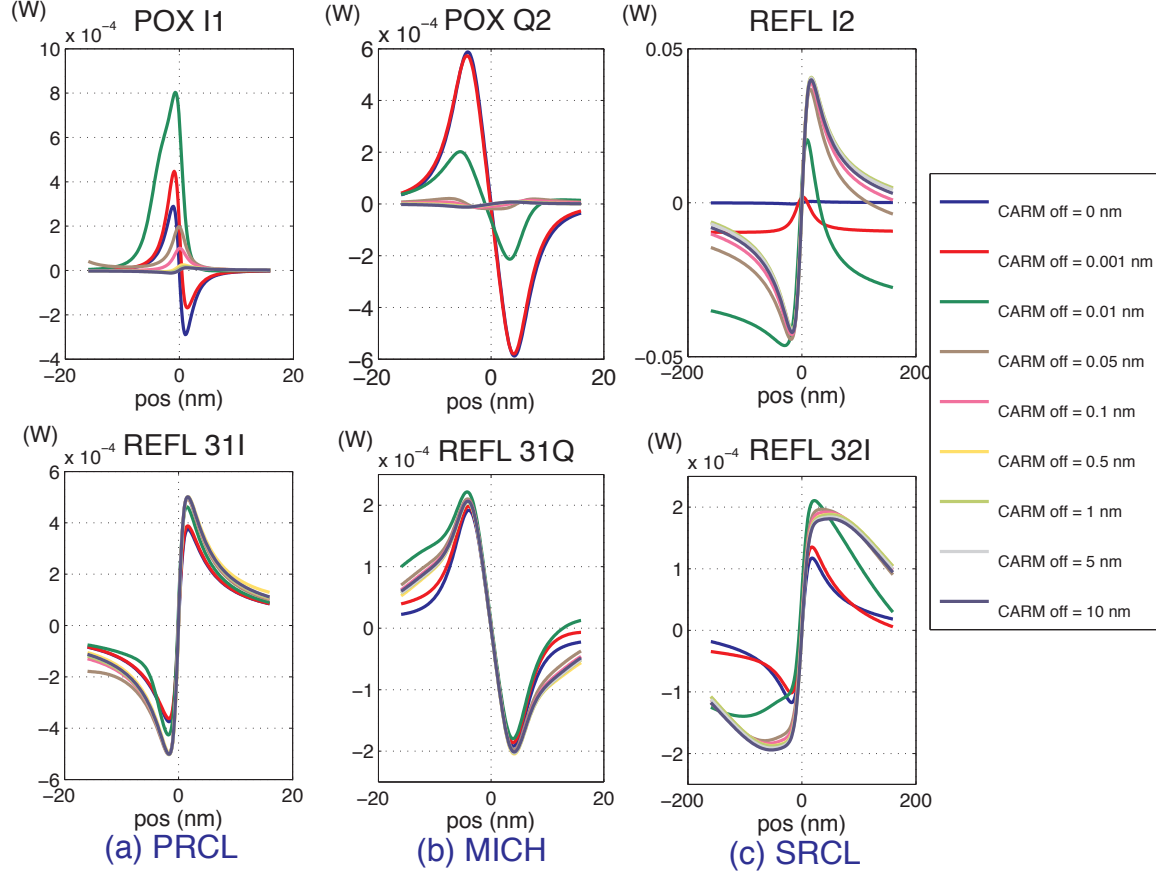 (W) POX I1
x 10⁻⁴
10
8
6
4
2
0
−2
−4
−20 0 20
pos (nm)
(W) POX Q2
x 10⁻⁴
6
4
2
0
−2
−4
−6
−20 0 20
pos (nm)
(W) REFL I2
0.05
0
−0.05
−200 0 200
pos (nm)
CARM off = 0 nm
CARM off = 0.001 nm
CARM off = 0.01 nm
CARM off = 0.05 nm
CARM off = 0.1 nm
CARM off = 0.5 nm
CARM off = 1 nm
CARM off = 5 nm
CARM off = 10 nm
(W) REFL 31I
x 10⁻⁴
6
4
2
0
−2
−4
−6
−20 0 20
pos (nm)
(a) PRCL
(W) REFL 31Q
x 10⁻⁴
2
1
0
−1
−2
−20 0 20
pos (nm)
(b) MICH
(W) REFL 32I
x 10⁻⁴
2
1
0
−1
−2
−200 0 200
pos (nm)
(c) SRCL